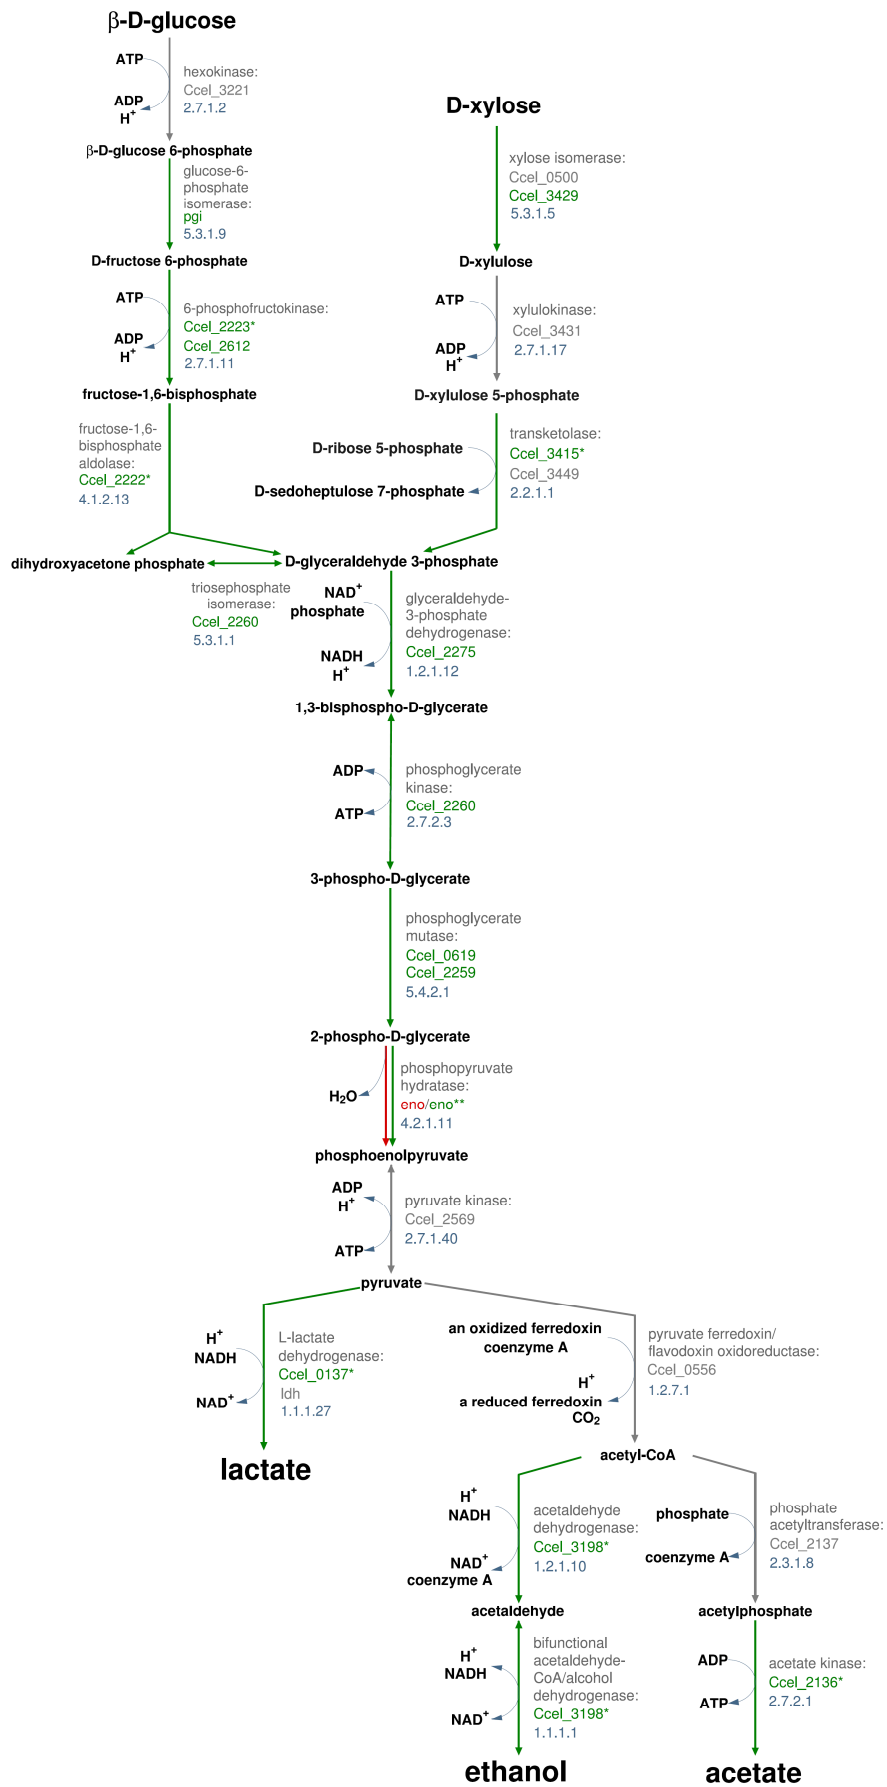 β-D-glucose
ATP
hexokinase:
Ccel_3221
2.7.1.2
ADP
H+
β-D-glucose 6-phosphate
glucose-6-
phosphate
isomerase:
pgi
5.3.1.9
D-fructose 6-phosphate
ATP
6-phosphofructokinase:
Ccel_2223*
Ccel_2612
2.7.1.11
ADP
H+
fructose-1,6-bisphosphate
fructose-1,6-
bisphosphate
aldolase:
Ccel_2222*
4.1.2.13
D-xylose
xylose isomerase:
Ccel_0500
Ccel_3429
5.3.1.5
D-xylulose
ATP
xylulokinase:
Ccel_3431
2.7.1.17
ADP
H+
D-xylulose 5-phosphate
D-ribose 5-phosphate
transketolase:
Ccel_3415*
Ccel_3449
2.2.1.1
D-sedoheptulose 7-phosphate
dihydroxyacetone phosphate
D-glyceraldehyde 3-phosphate
triosephosphate
isomerase:
Ccel_2260
5.3.1.1
NAD+
phosphate
glyceraldehyde-
3-phosphate
dehydrogenase:
Ccel_2275
1.2.1.12
NADH
H+
1,3-bisphospho-D-glycerate
ADP
phosphoglycerate
kinase:
Ccel_2260
2.7.2.3
ATP
3-phospho-D-glycerate
phosphoglycerate
mutase:
Ccel_0619
Ccel_2259
5.4.2.1
2-phospho-D-glycerate
H2O
phosphopyruvate
hydratase:
eno/eno**
4.2.1.11
phosphoenolpyruvate
ADP
H+
pyruvate kinase:
Ccel_2569
2.7.1.40
ATP
pyruvate
H+
NADH
L-lactate
dehydrogenase:
Ccel_0137*
ldh
1.1.1.27
NAD+
lactate
an oxidized ferredoxin
coenzyme A
pyruvate ferredoxin/
flavodoxin oxidoreductase:
Ccel_0556
1.2.7.1
H+
a reduced ferredoxin
CO2
acetyl-CoA
H+
NADH
acetaldehyde
dehydrogenase:
Ccel_3198*
1.2.1.10
NAD+
coenzyme A
phosphate
phosphate
acetyltransferase:
Ccel_2137
2.3.1.8
coenzyme A
acetaldehyde
acetylphosphate
H+
NADH
bifunctional
acetaldehyde-
CoA/alcohol
dehydrogenase:
Ccel_3198*
1.1.1.1
NAD+
ADP
acetate kinase:
Ccel_2136*
2.7.2.1
ATP
ethanol
acetate